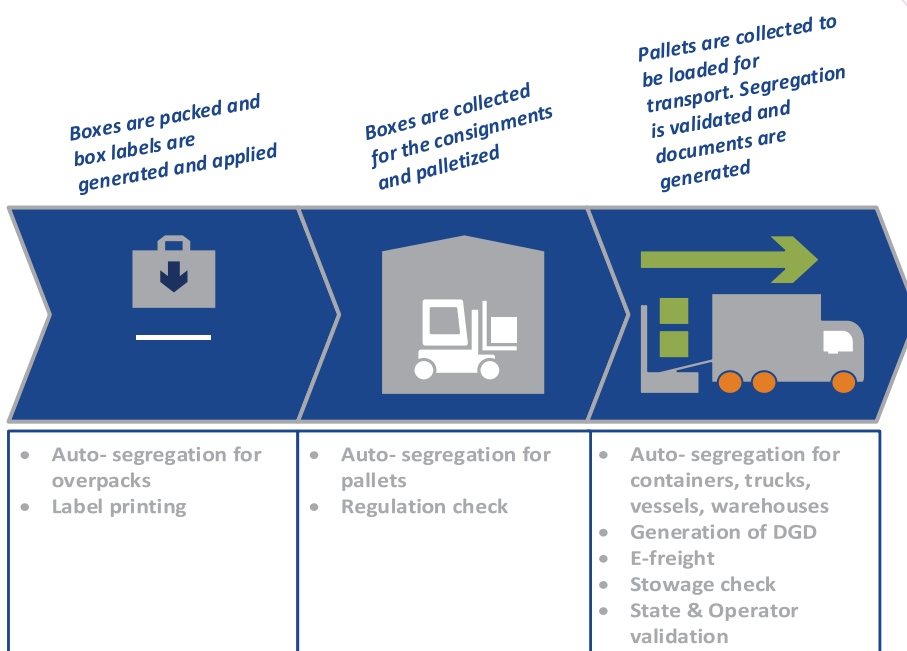 Boxes are packed and
box labels are
generated and applied
Boxes are collected
for the consignments
and palletized
Pallets are collected to
be loaded for
transport. Segregation
is validated and
documents are
generated
• Auto- segregation for
overpacks
• Label printing
• Auto- segregation for
pallets
• Regulation check
• Auto- segregation for
containers, trucks,
vessels, warehouses
• Generation of DGD
• E-freight
• Stowage check
• State & Operator
validation